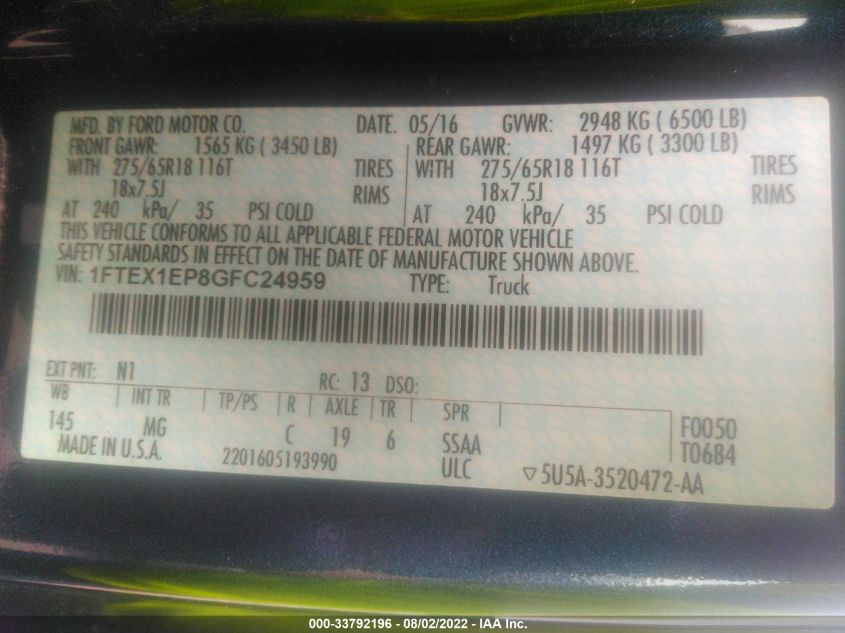 MFD. BY FORD MOTOR CO. DATE. 05/16 GVWR: 2948 KG ( 6500 LB)
FRONT GAWR: 1565 KG ( 3450 LB) REAR GAWR: 1497 KG ( 3300 LB)
WITH 275/65R18 116T TIRES WITH 275/65R18 116T TIRES
18x7.5J RIMS 18x7.5J RIMS
AT 240 kPa/ 35 PSI COLD AT 240 kPa/ 35 PSI COLD
THIS VEHICLE CONFORMS TO ALL APPLICABLE FEDERAL MOTOR VEHICLE
SAFETY STANDARDS IN EFFECT ON THE DATE OF MANUFACTURE SHOWN ABOVE.
VIN: 1FTEX1EP8GFC24959 TYPE: Truck
EXT PNT: N1 RC: 13 DSO:
WB INT TR TP/PS R AXLE TR SPR
145 MG C 19 6 SSAA F0050
MADE IN U.S.A. 2201605193990 ULC T0684
▽5U5A-3520472-AA
000-33792196 - 08/02/2022 - IAA Inc.